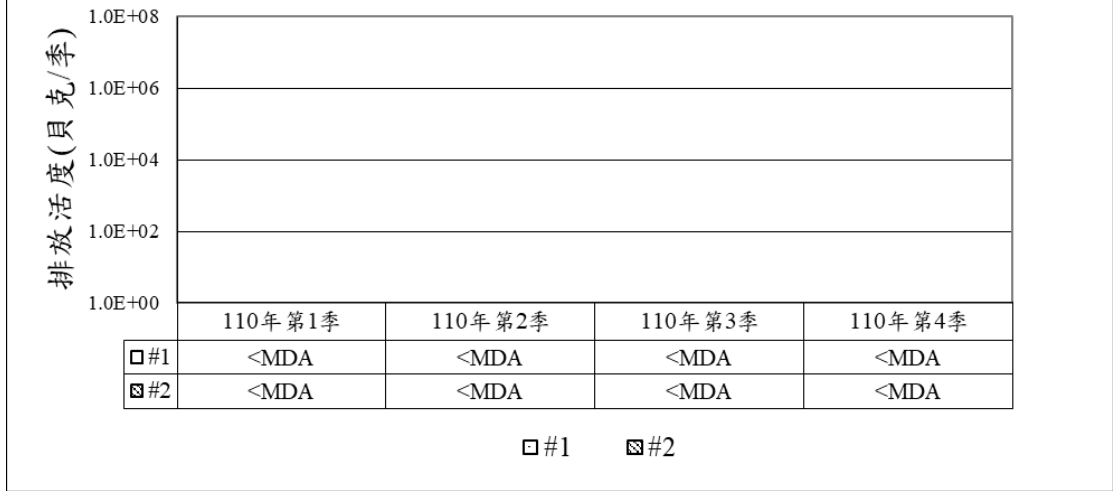 排放活度(貝克/季)
1.0E+08
1.0E+06
1.0E+04
1.0E+02
1.0E+00
110年第1季 110年第2季 110年第3季 110年第4季
#1 <MDA <MDA <MDA <MDA
#2 <MDA <MDA <MDA <MDA
#1 #2